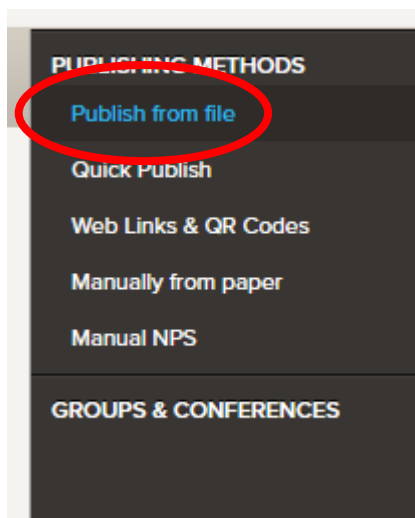 PUBLISHING METHODS
Publish from file
Quick Publish
Web Links & QR Codes
Manually from paper
Manual NPS
GROUPS & CONFERENCES